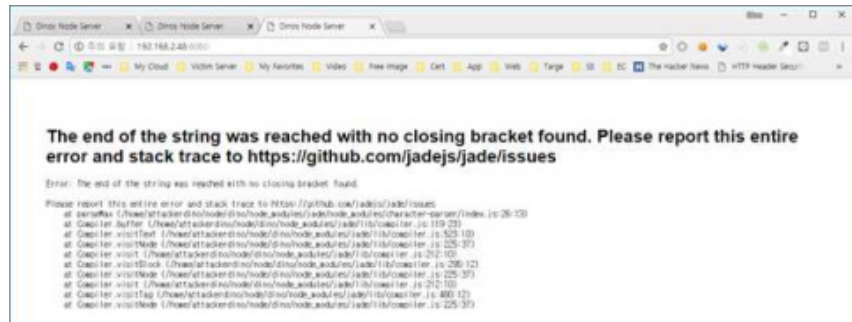 Dinos Node Server
Dinos Node Server
Dinos Node Server
주의 요함 | 192.168.2.48:8080
My Cloud Victim Server My Favorites Video Free Image Cert App Web Targe SE EC The Hacker News HTTP Header Securi
The end of the string was reached with no closing bracket found. Please report this entire
error and stack trace to https://github.com/jadejs/jade/issues
Error: The end of the string was reached with no closing bracket found.
Please report this entire error and stack trace to https://github.com/jadejs/jade/issues
at parseMax (/home/attackerdino/node/dino/node_modules/jade/node_modules/character-parser/index.js:26:13)
at Compiler.buffer (/home/attackerdino/node/dino/node_modules/jade/lib/compiler.js:119:23)
at Compiler.visitText (/home/attackerdino/node/dino/node_modules/jade/lib/compiler.js:523:10)
at Compiler.visitNode (/home/attackerdino/node/dino/node_modules/jade/lib/compiler.js:225:37)
at Compiler.visit (/home/attackerdino/node/dino/node_modules/jade/lib/compiler.js:212:10)
at Compiler.visitBlock (/home/attackerdino/node/dino/node_modules/jade/lib/compiler.js:295:12)
at Compiler.visitNode (/home/attackerdino/node/dino/node_modules/jade/lib/compiler.js:225:37)
at Compiler.visit (/home/attackerdino/node/dino/node_modules/jade/lib/compiler.js:212:10)
at Compiler.visitTag (/home/attackerdino/node/dino/node_modules/jade/lib/compiler.js:480:12)
at Compiler.visitNode (/home/attackerdino/node/dino/node_modules/jade/lib/compiler.js:225:37)